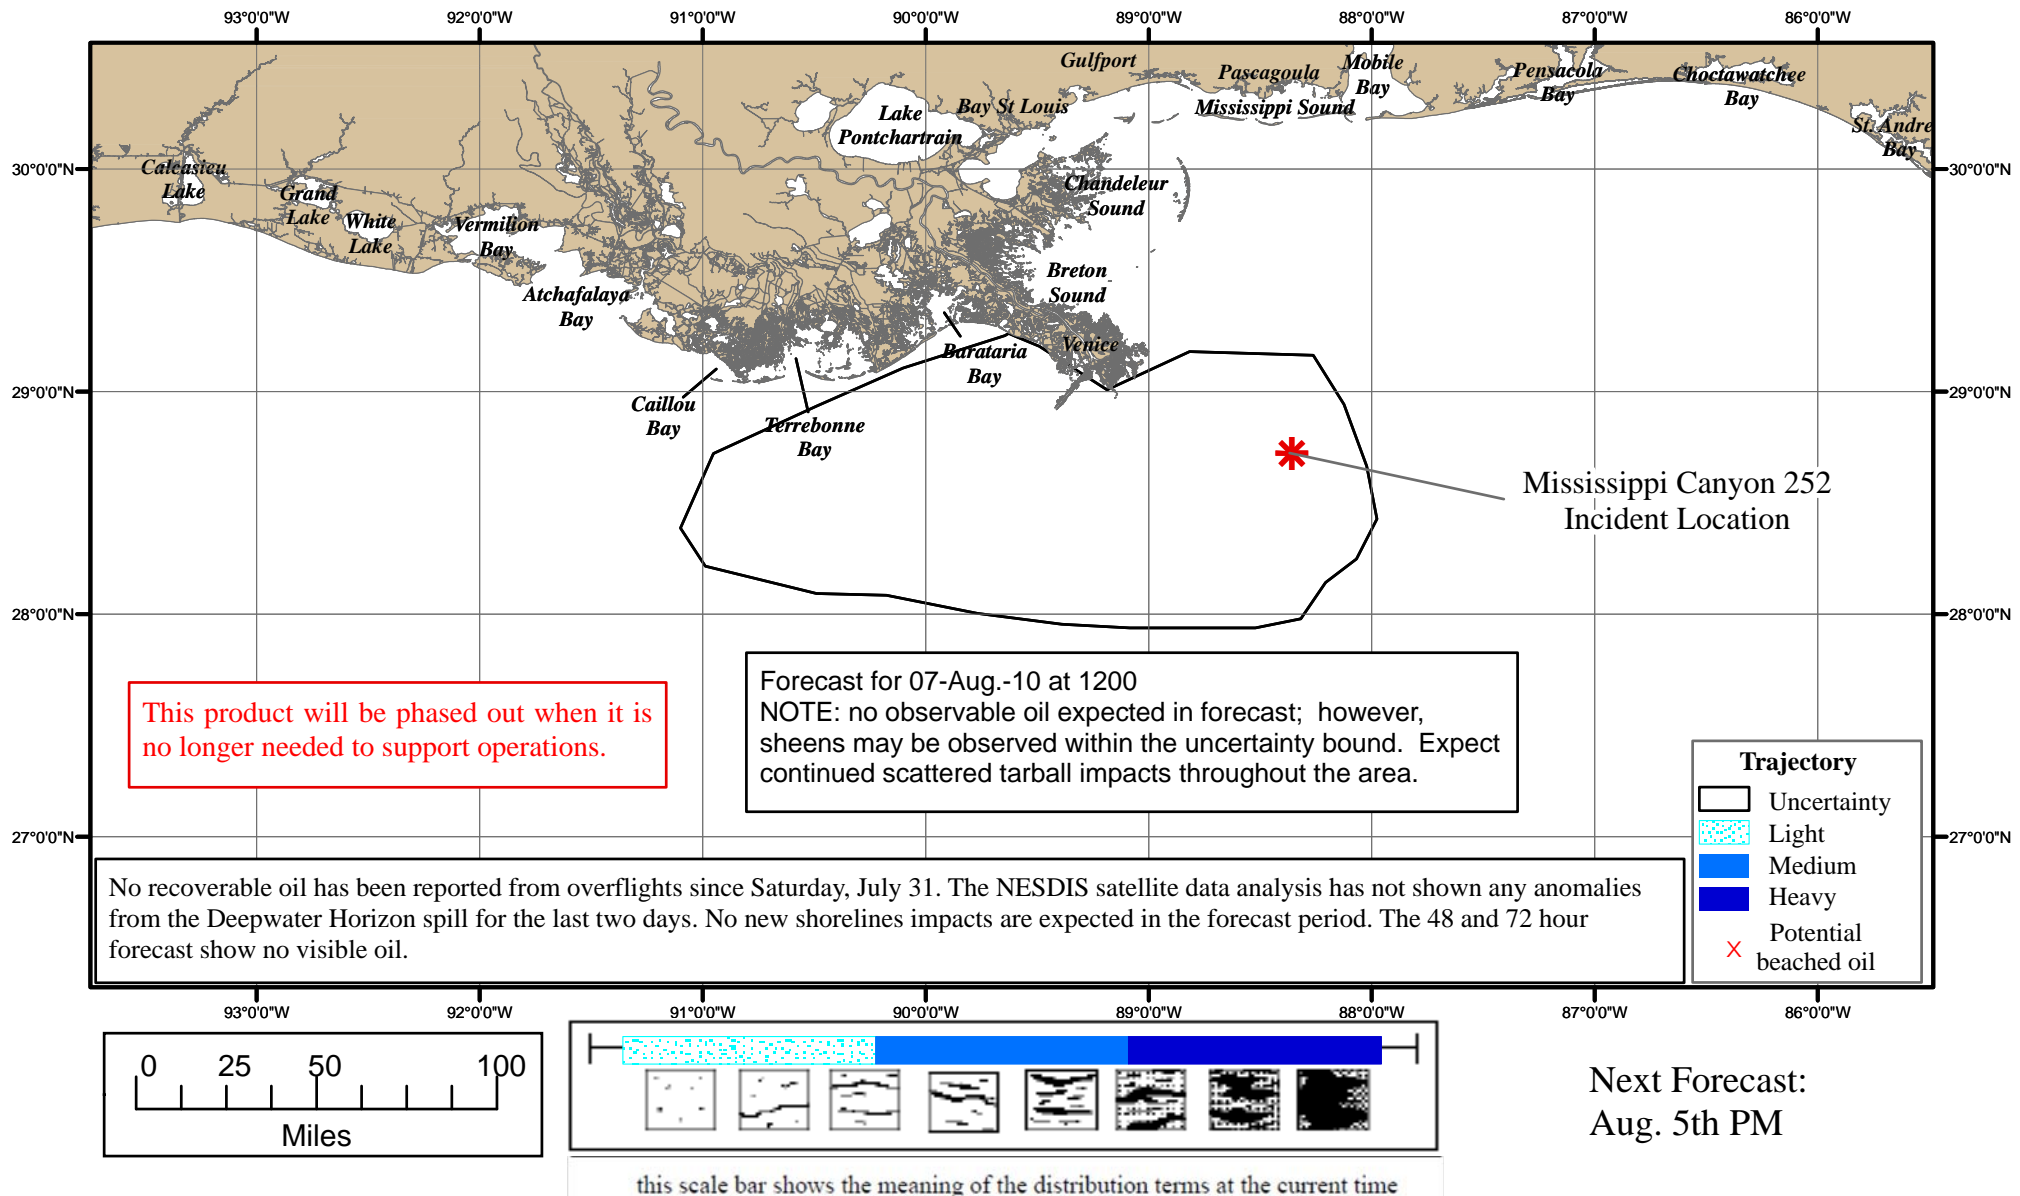 93°0'0"W 92°0'0"W 91°0'0"W 90°0'0"W 89°0'0"W 88°0'0"W 87°0'0"W 86°0'0"W
Gulfport
Pascagoula
Mobile
Bay
Pensacola
Bay
Choctawatchee
Bay
Mississippi Sound
Bay St Louis
Lake
Pontchartrain
St. Andre
Bay
30°0'0"N
30°0'0"N
Calcasieu
Lake
Grand
Lake
White
Lake
Vermilion
Bay
Chandeleur
Sound
Atchafalaya
Bay
Breton
Sound
Venice
Barataria
Bay
29°0'0"N
29°0'0"N
Caillou
Bay
Terrebonne
Bay
Mississippi Canyon 252
Incident Location
28°0'0"N
28°0'0"N
This product will be phased out when it is
no longer needed to support operations.
Forecast for 07-Aug.-10 at 1200
NOTE: no observable oil expected in forecast; however,
sheens may be observed within the uncertainty bound. Expect
continued scattered tarball impacts throughout the area.
27°0'0"N
27°0'0"N
Trajectory
Uncertainty
Light
Medium
Heavy
Potential
beached oil
No recoverable oil has been reported from overflights since Saturday, July 31. The NESDIS satellite data analysis has not shown any anomalies
from the Deepwater Horizon spill for the last two days. No new shorelines impacts are expected in the forecast period. The 48 and 72 hour
forecast show no visible oil.
93°0'0"W 92°0'0"W 91°0'0"W 90°0'0"W 89°0'0"W 88°0'0"W 87°0'0"W 86°0'0"W
0 25 50 100
Miles
Next Forecast:
Aug. 5th PM
this scale bar shows the meaning of the distribution terms at the current time